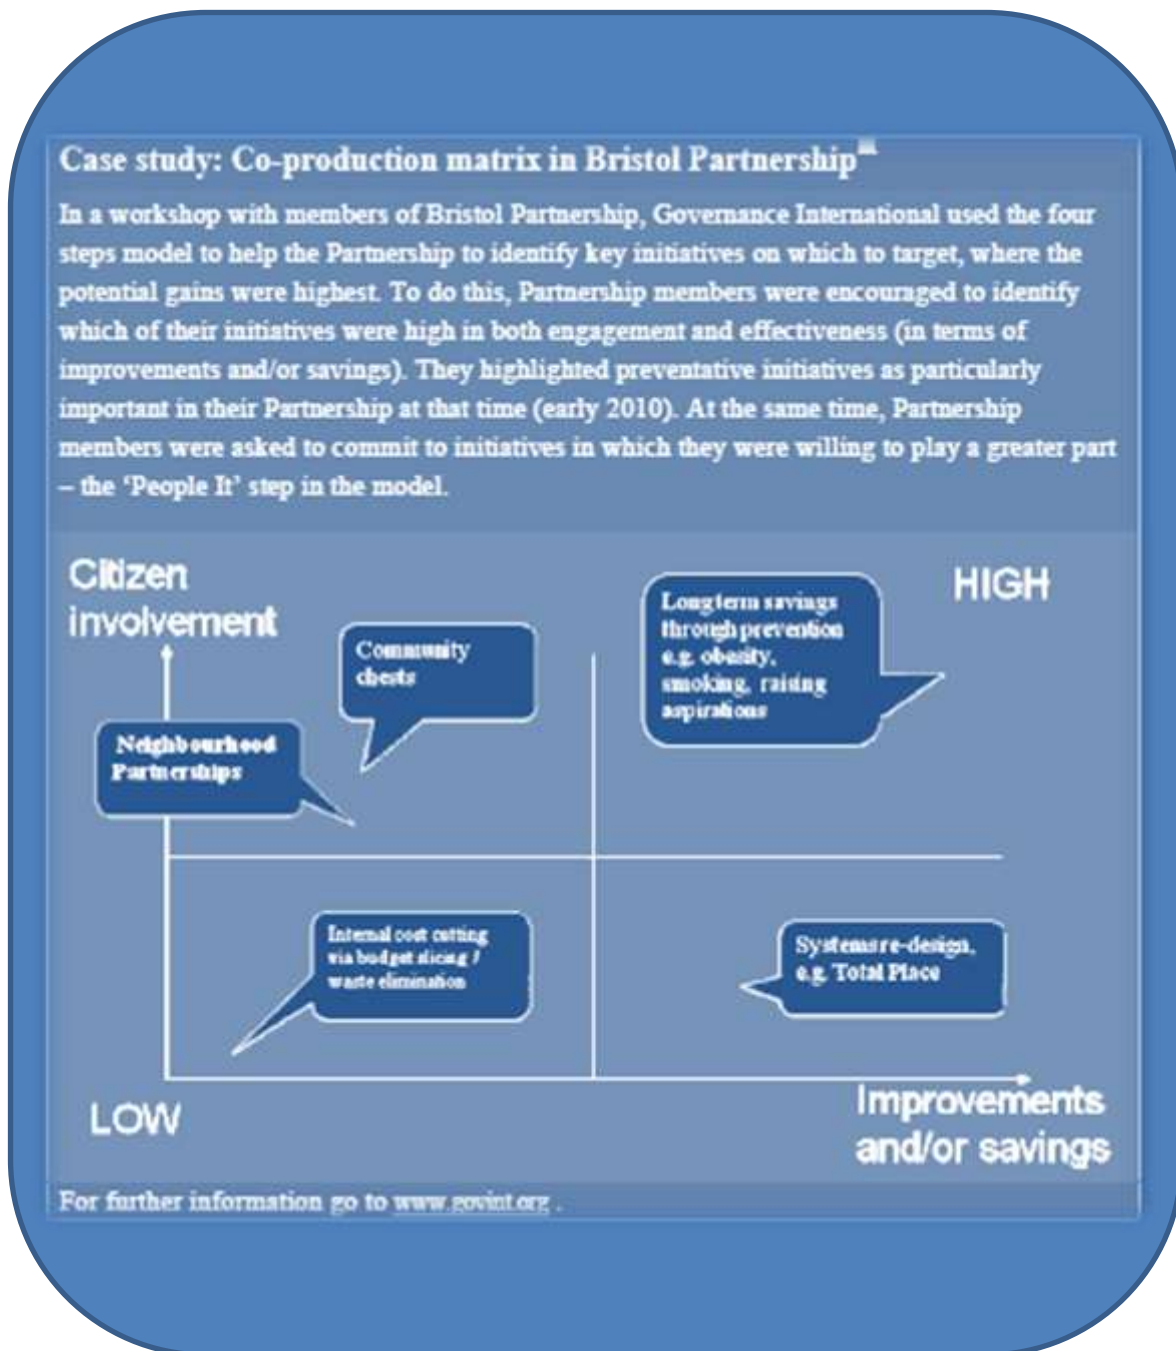 Case study: Co-production matrix in Bristol Partnership
In a workshop with members of Bristol Partnership, Governance International used the four
steps model to help the Partnership to identify key initiatives on which to target, where the
potential gains were highest. To do this, Partnership members were encouraged to identify
which of their initiatives were high in both engagement and effectiveness (in terms of
improvements and/or savings). They highlighted preventative initiatives as particularly
important in their Partnership at that time (early 2010). At the same time, Partnership
members were asked to commit to initiatives in which they were willing to play a greater part
– the ‘People It’ step in the model.
Citizen
involvement
HIGH
Community
chests
Long term savings
through prevention
e.g. obesity,
smoking, raising
aspirations
Neighbourhood
Partnerships
Internal cost cutting
via budget slicing /
waste elimination
Systems re-design,
e.g. Total Place
LOW
Improvements
and/or savings
For further information go to www.govint.org .